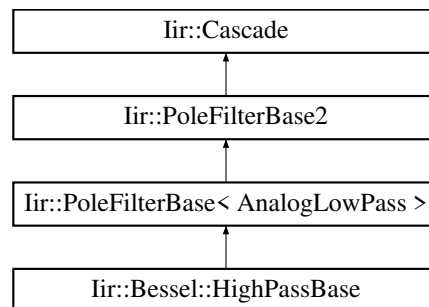 Iir::Cascade
Iir::PoleFilterBase2
Iir::PoleFilterBase< AnalogLowPass >
Iir::Bessel::HighPassBase